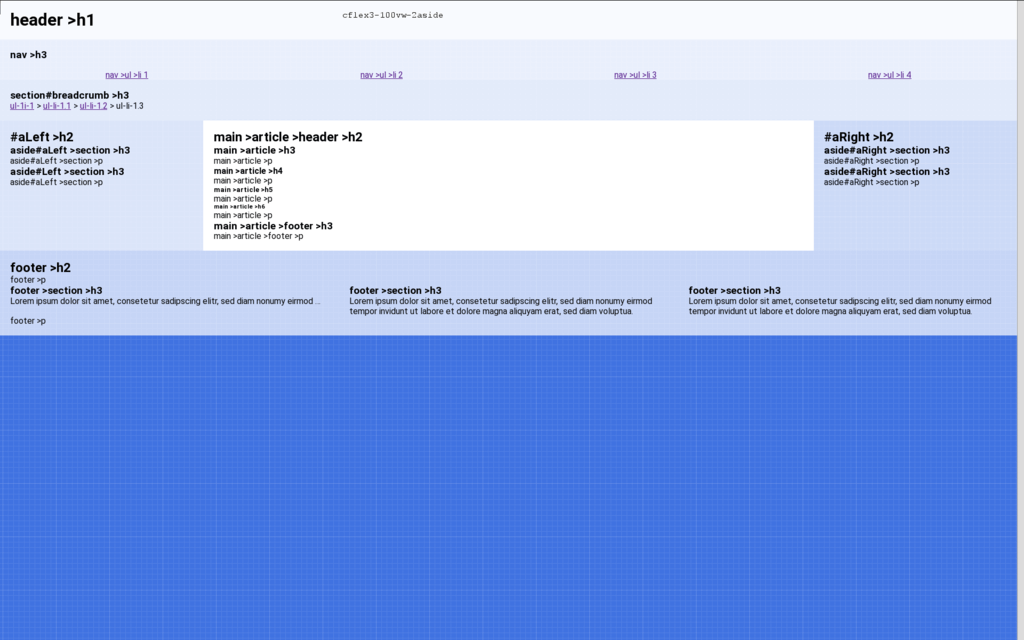 header >h1
cflex3-100vw-2aside
nav >h3
nav >ul >li 1
nav >ul >li 2
nav >ul >li 3
nav >ul >li 4
section#breadcrumb >h3
ul-1i-1 > ul-li-1.1 > ul-li-1.2 > ul-li-1.3
#aLeft >h2
aside#aLeft >section >h3
aside#aLeft >section >p
aside#Left >section >h3
aside#aLeft >section >p
main >article >header >h2
main >article >h3
main >article >p
main >article >h4
main >article >p
main >article >h5
main >article >p
main >article >h6
main >article >p
main >article >footer >h3
main >article >footer >p
#aRight >h2
aside#aRight >section >h3
aside#aRight >section >p
aside#aRight >section >h3
aside#aRight >section >p
footer >h2
footer >p
footer >section >h3
Lorem ipsum dolor sit amet, consetetur sadipscing elitr, sed diam nonumy eirmod ...
footer >section >h3
Lorem ipsum dolor sit amet, consetetur sadipscing elitr, sed diam nonumy eirmod
tempor invidunt ut labore et dolore magna aliquyam erat, sed diam voluptua.
footer >section >h3
Lorem ipsum dolor sit amet, consetetur sadipscing elitr, sed diam nonumy eirmod
tempor invidunt ut labore et dolore magna aliquyam erat, sed diam voluptua.
footer >p